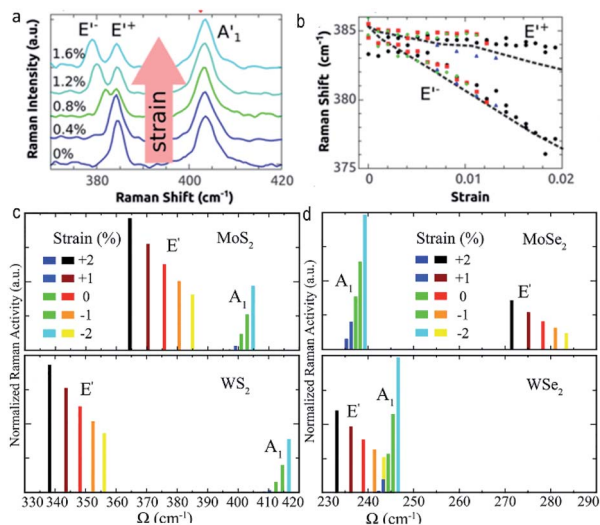 a
E'- E'+ A'1
1.6%
1.2%
0.8%
0.4%
0%
strain
Raman Intensity (a.u.)
380 400 420
Raman Shift (cm-1)
b
E'+
E'-
385
380
375
Raman Shift (cm-1)
0 0.01 0.02
Strain
c
Strain (%)
+2
+1
0
-1
-2
E'
MoS2
A1
WS2
E'
A1
Normalized Raman Activity (a.u.)
330 340 350 360 370 380 390 400 410
Ω (cm-1)
d
A1
Strain (%)
+2
+1
0
-1
-2
MoSe2
E'
WSe2
E'
A1
Normalized Raman Activity (a.u.)
230 240 250 260 270 280 290
Ω (cm-1)